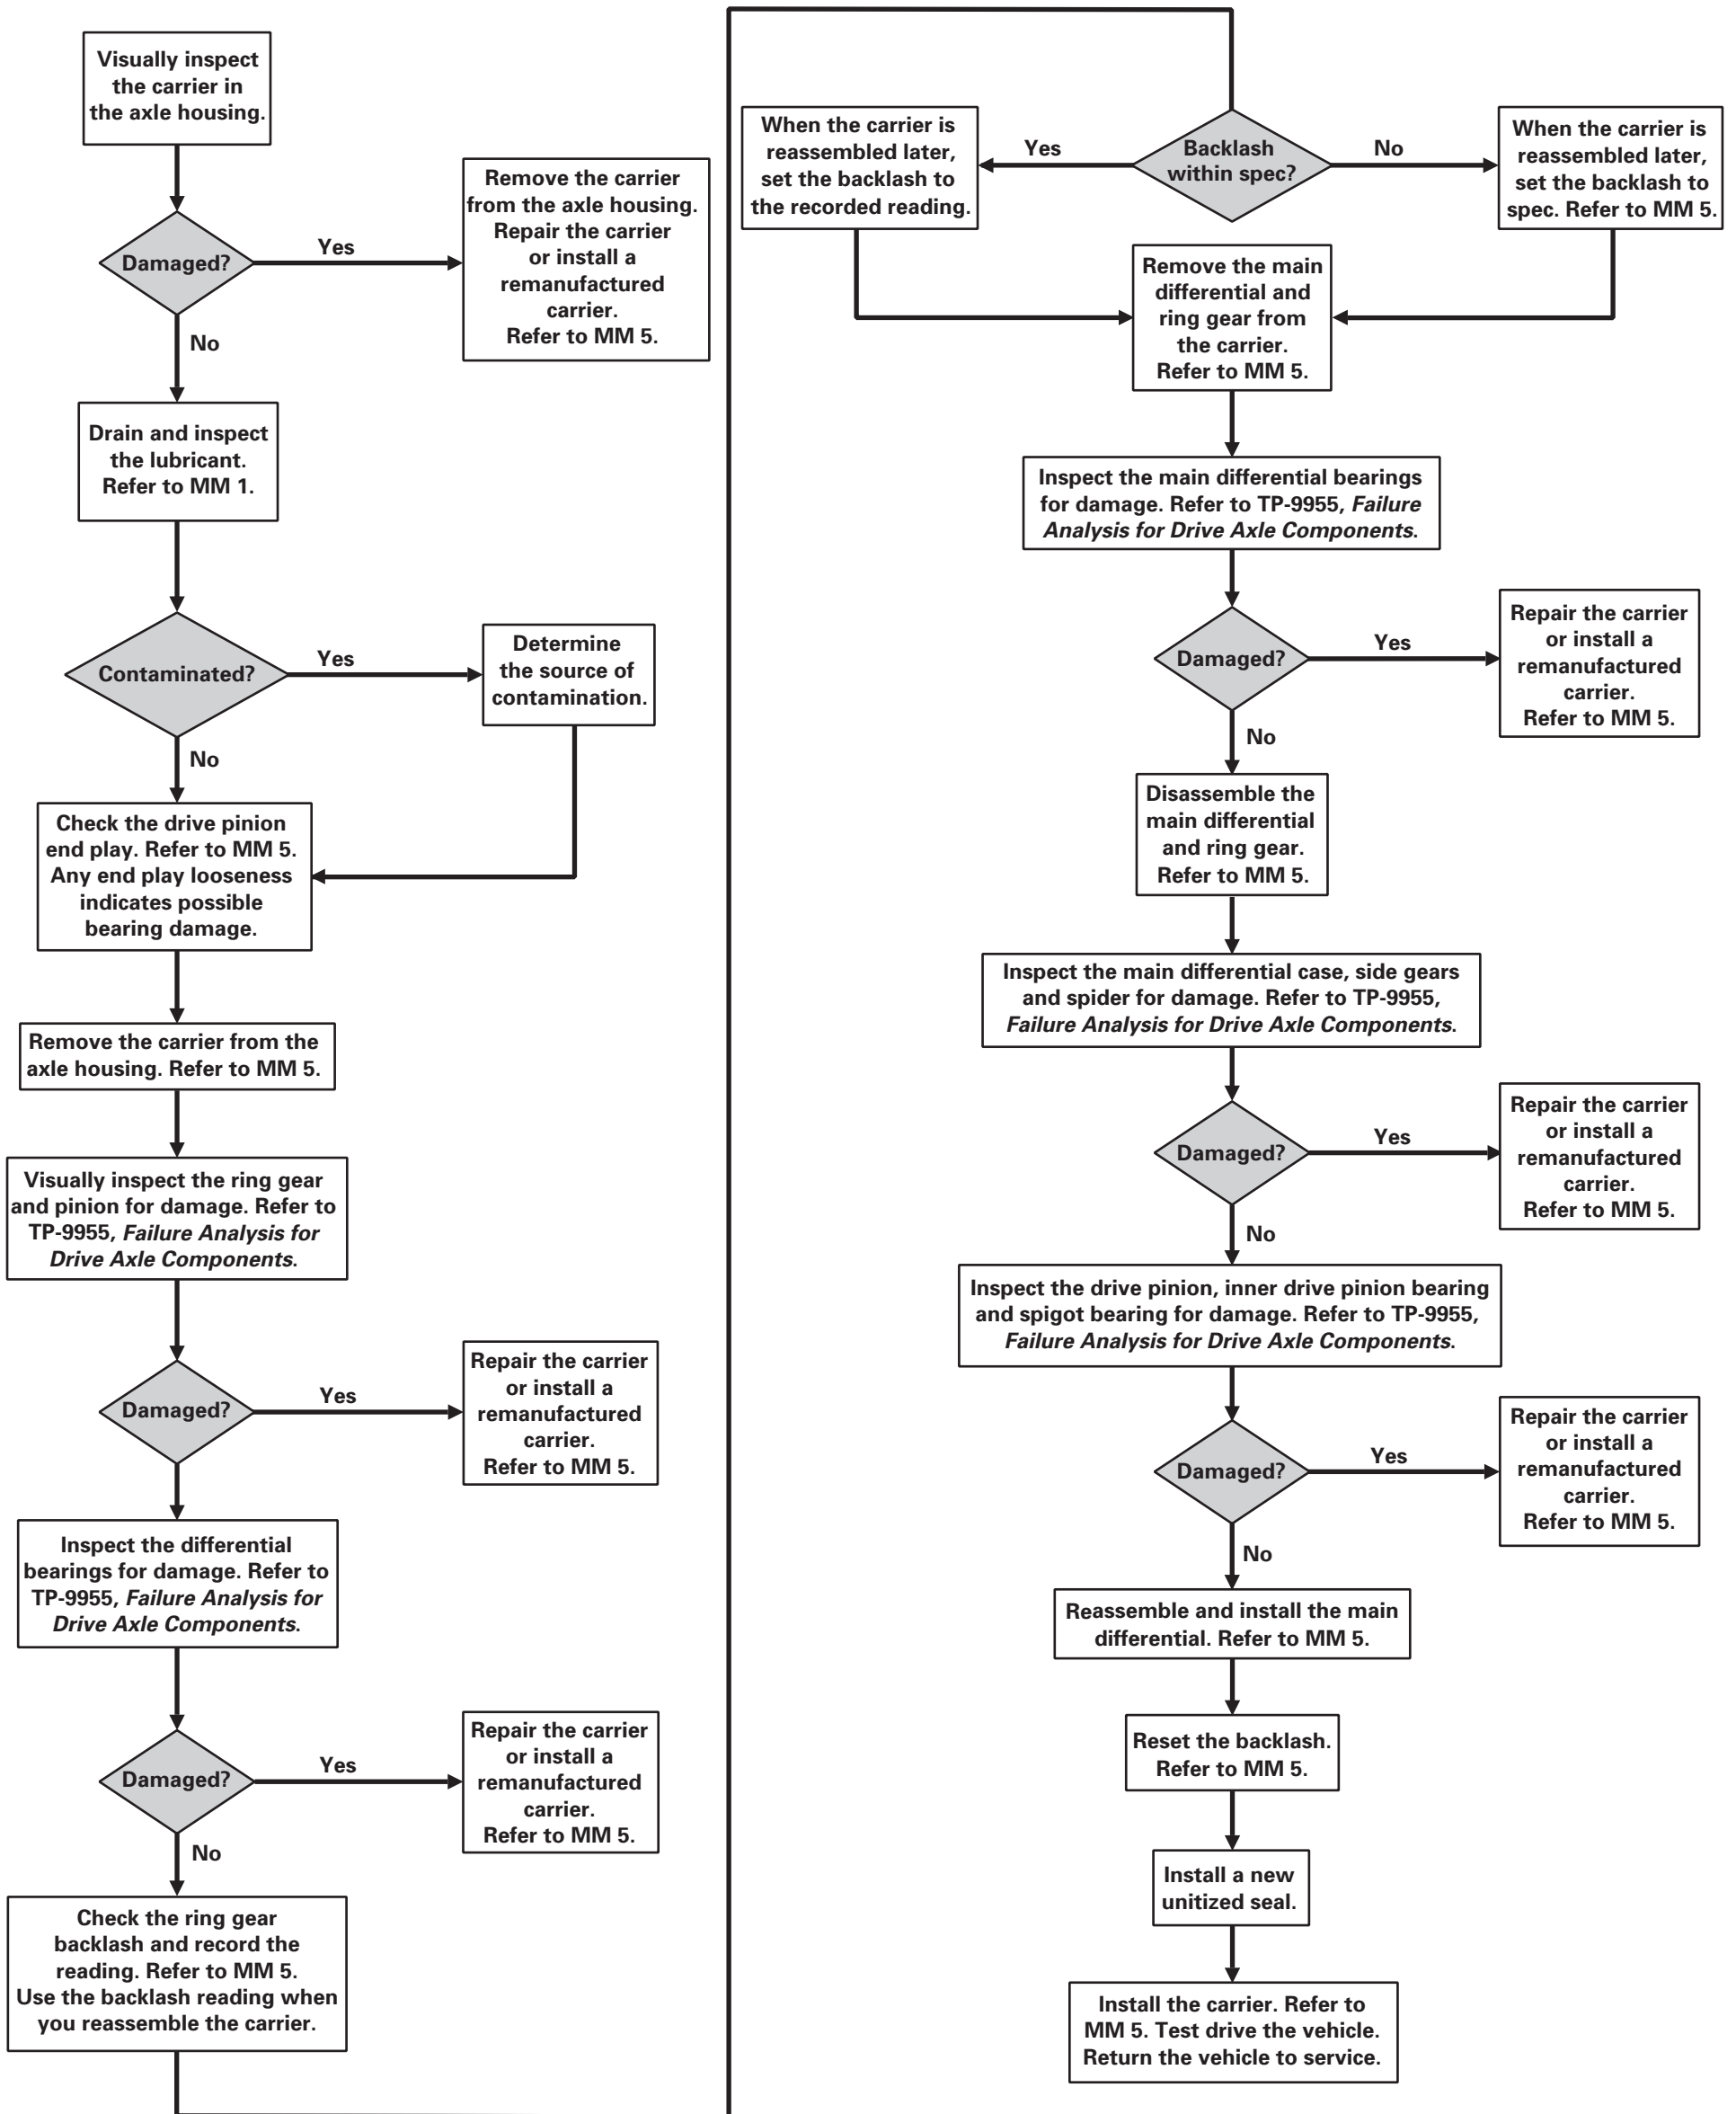 Visually inspect
the carrier in
the axle housing.
Damaged?
Yes
Remove the carrier
from the axle housing.
Repair the carrier
or install a
remanufactured
carrier.
Refer to MM 5.
No
Drain and inspect
the lubricant.
Refer to MM 1.
Contaminated?
Yes
Determine
the source of
contamination.
No
Check the drive pinion
end play. Refer to MM 5.
Any end play looseness
indicates possible
bearing damage.
Remove the carrier from the
axle housing. Refer to MM 5.
Visually inspect the ring gear
and pinion for damage. Refer to
TP-9955, Failure Analysis for
Drive Axle Components.
Damaged?
Yes
Repair the carrier
or install a
remanufactured
carrier.
Refer to MM 5.
Inspect the differential
bearings for damage. Refer to
TP-9955, Failure Analysis for
Drive Axle Components.
Damaged?
Yes
Repair the carrier
or install a
remanufactured
carrier.
Refer to MM 5.
No
Check the ring gear
backlash and record the
reading. Refer to MM 5.
Use the backlash reading when
you reassemble the carrier.
Backlash
within spec?
Yes
When the carrier is
reassembled later,
set the backlash to
the recorded reading.
No
When the carrier is
reassembled later,
set the backlash to
spec. Refer to MM 5.
Remove the main
differential and
ring gear from
the carrier.
Refer to MM 5.
Inspect the main differential bearings
for damage. Refer to TP-9955, Failure
Analysis for Drive Axle Components.
Damaged?
Yes
Repair the carrier
or install a
remanufactured
carrier.
Refer to MM 5.
No
Disassemble the
main differential
and ring gear.
Refer to MM 5.
Inspect the main differential case, side gears
and spider for damage. Refer to TP-9955,
Failure Analysis for Drive Axle Components.
Damaged?
Yes
Repair the carrier
or install a
remanufactured
carrier.
Refer to MM 5.
No
Inspect the drive pinion, inner drive pinion bearing
and spigot bearing for damage. Refer to TP-9955,
Failure Analysis for Drive Axle Components.
Damaged?
Yes
Repair the carrier
or install a
remanufactured
carrier.
Refer to MM 5.
No
Reassemble and install the main
differential. Refer to MM 5.
Reset the backlash.
Refer to MM 5.
Install a new
unitized seal.
Install the carrier. Refer to
MM 5. Test drive the vehicle.
Return the vehicle to service.